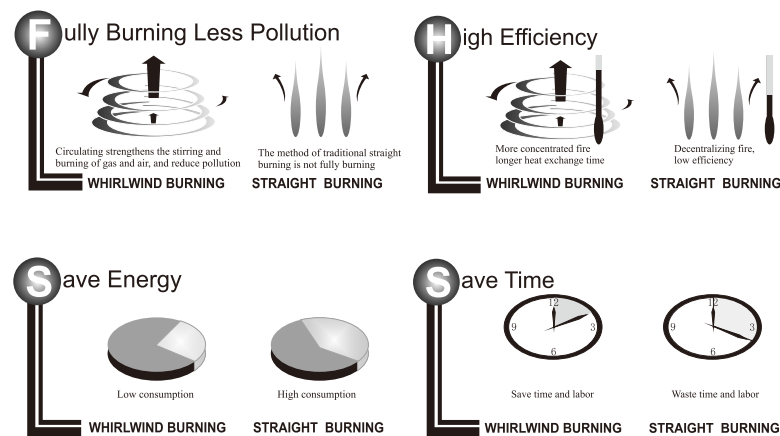 Fully Burning Less Pollution
Circulating strengthens the stirring and
burning of gas and air, and reduce pollution
WHIRLWIND BURNING
The method of traditional straight
burning is not fully burning
STRAIGHT BURNING
High Efficiency
More concentrated fire
longer heat exchange time
WHIRLWIND BURNING
Decentralizing fire,
low efficiency
STRAIGHT BURNING
Save Energy
Low consumption
WHIRLWIND BURNING
High consumption
STRAIGHT BURNING
Save Time
12
9 3
6
Save time and labor
WHIRLWIND BURNING
12
9 3
6
Waste time and labor
STRAIGHT BURNING